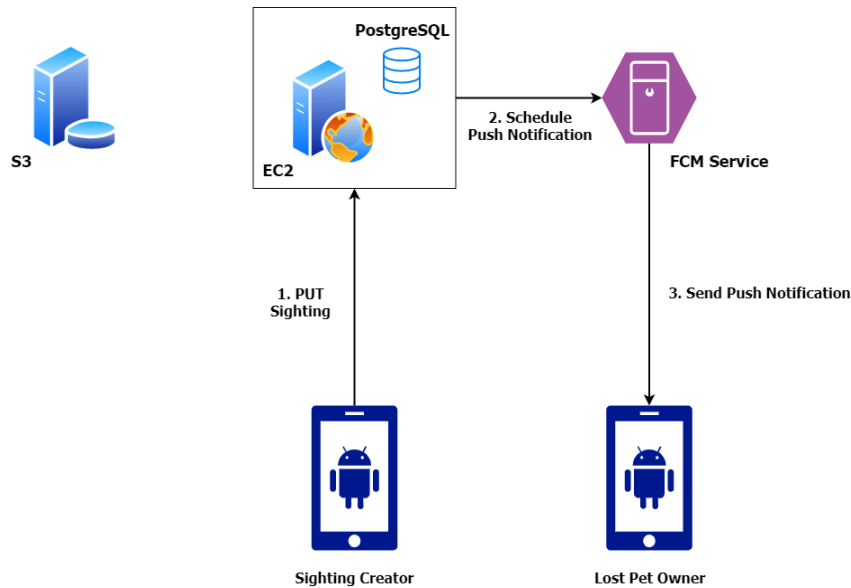 PostgreSQL
S3
EC2
2. Schedule
Push Notification
FCM Service
1. PUT
Sighting
3. Send Push Notification
Sighting Creator
Lost Pet Owner